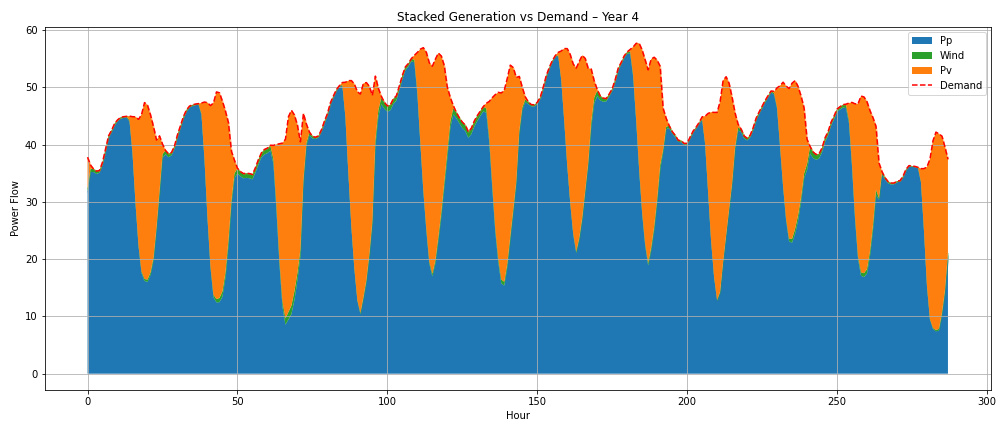 Stacked Generation vs Demand – Year 4
Power Flow
60
50
40
30
20
10
0
Pp
Wind
Pv
Demand
0 50 100 150 200 250 300
Hour